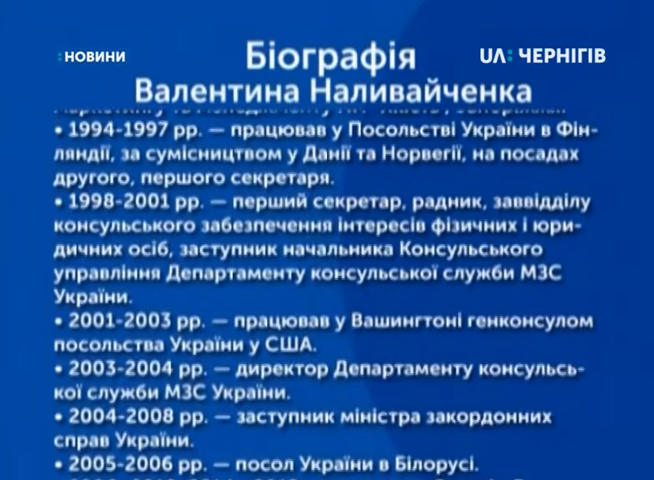 НОВИНИ
UA: ЧЕРНІГІВ
Біографія
Валентина Наливайченка
• 1994-1997 рр. — працював у Посольстві України в Фін-
ляндії, за сумісництвом у Данії та Норвегії, на посадах
другого, першого секретаря.
• 1998-2001 рр. — перший секретар, радник, заввідділу
консульського забезпечення інтересів фізичних і юри-
дичних осіб, заступник начальника Консульського
управління Департаменту консульської служби МЗС
України.
• 2001-2003 рр. — працював у Вашингтоні генконсулом
посольства України у США.
• 2003-2004 рр. — директор Департаменту консульсь-
кої служби МЗС України.
• 2004-2008 рр. — заступник міністра закордонних
справ України.
• 2005-2006 рр. — посол України в Білорусі.